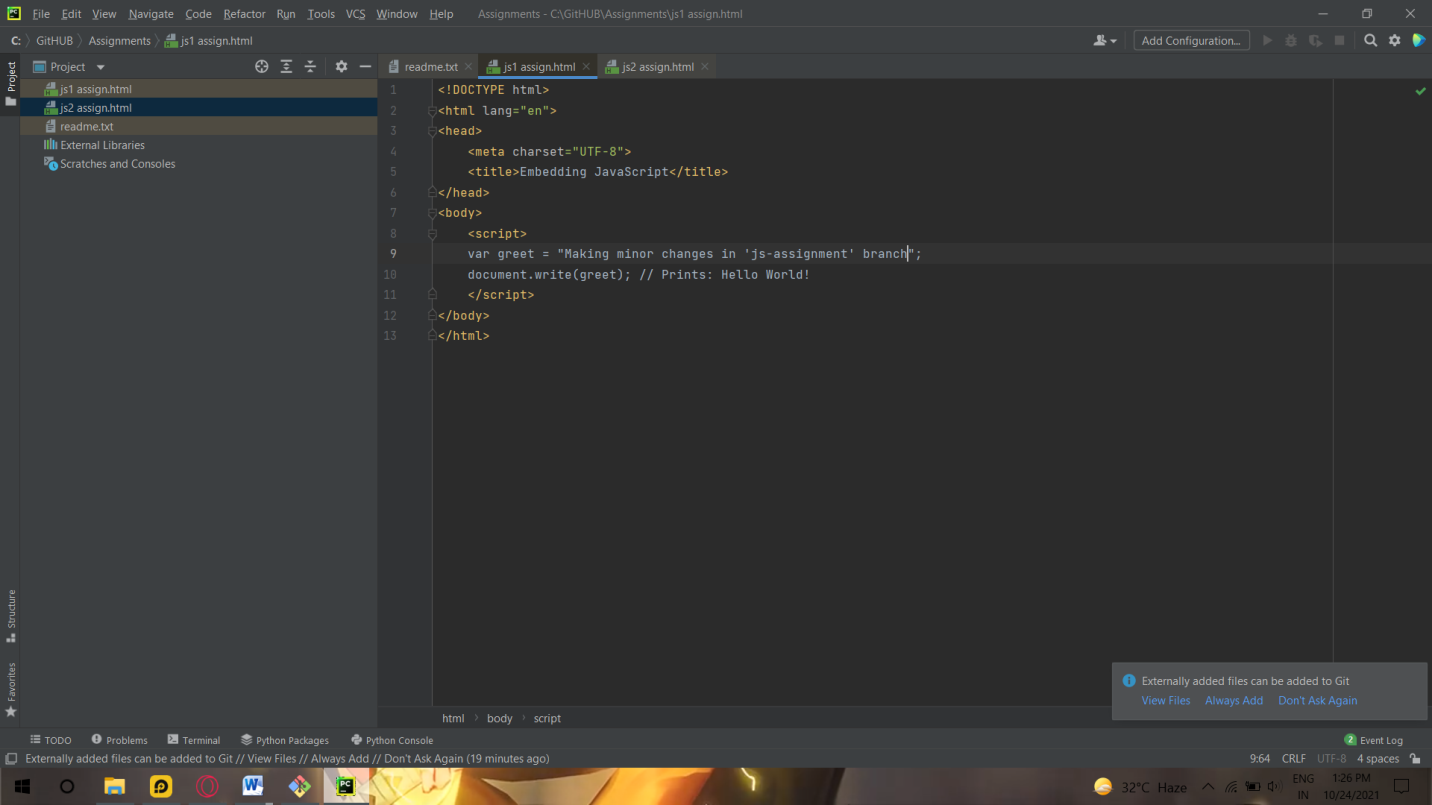 PC File Edit View Navigate Code Refactor Run Tools VCS Window Help Assignments - C:\GitHUB\Assignments\js1 assign.html
C: GitHUB Assignments js1 assign.html Add Configuration...
Project readme.txt js1 assign.html js2 assign.html
Project
js1 assign.html
js2 assign.html
readme.txt
External Libraries
Scratches and Consoles
1 <!DOCTYPE html>
2 <html lang="en">
3 <head>
4 <meta charset="UTF-8">
5 <title>Embedding JavaScript</title>
6 </head>
7 <body>
8 <script>
9 var greet = "Making minor changes in 'js-assignment' branch";
10 document.write(greet); // Prints: Hello World!
11 </script>
12 </body>
13 </html>
Structure
Favorites
Externally added files can be added to Git
View Files Always Add Don't Ask Again
html body script
TODO Problems Terminal Python Packages Python Console 2 Event Log
Externally added files can be added to Git // View Files // Always Add // Don't Ask Again (19 minutes ago) 9:64 CRLF UTF-8 4 spaces
W PC 32°C Haze ENG 1:26 PM
IN 10/24/2021